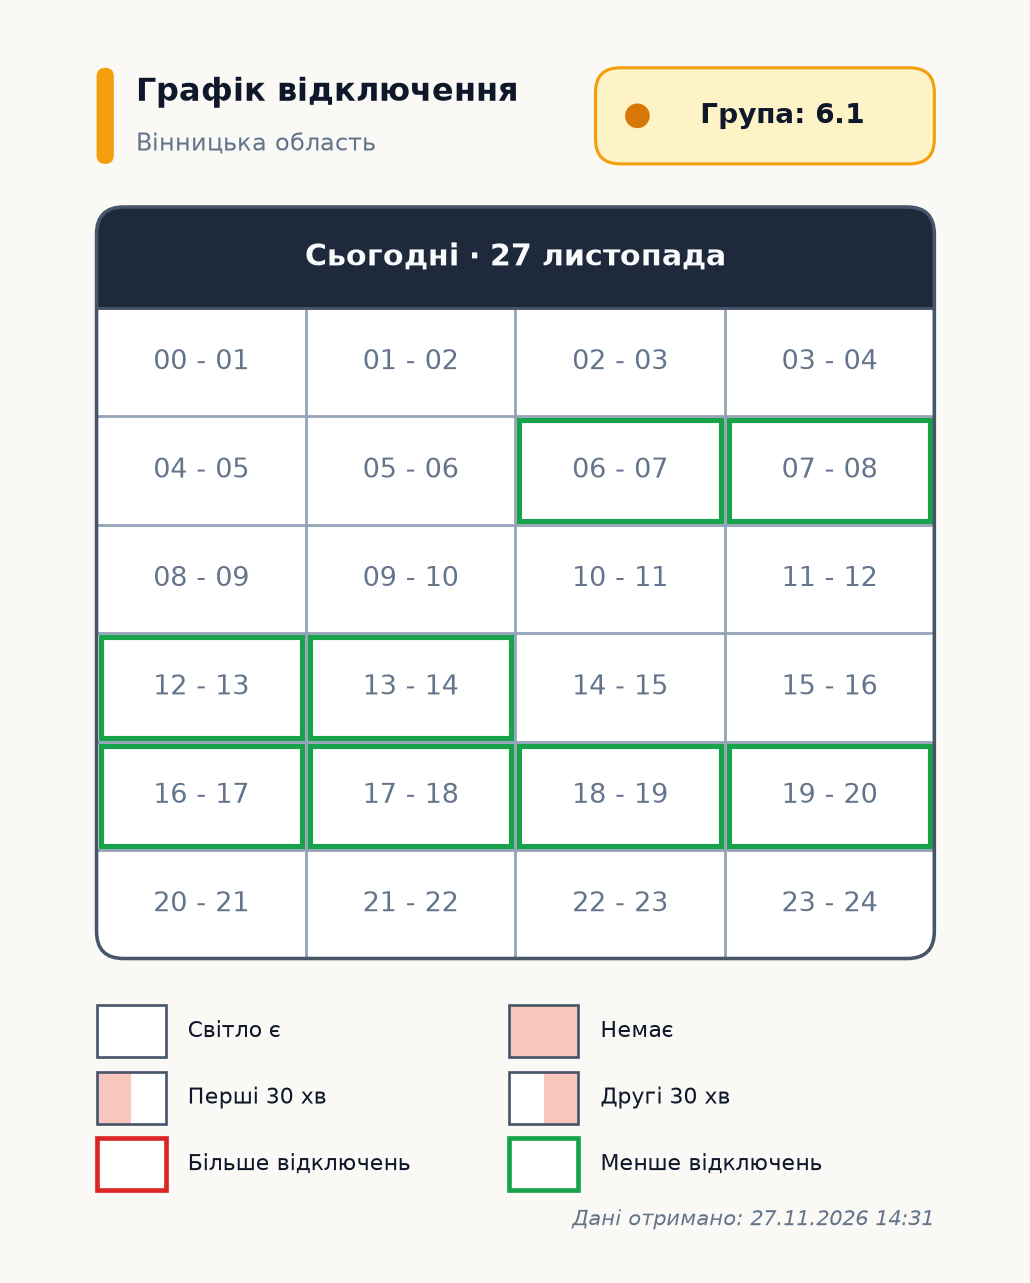 Графік відключення
Вінницька область
Група: 6.1
Сьогодні · 27 листопада
00 - 01 01 - 02 02 - 03 03 - 04
04 - 05 05 - 06 06 - 07 07 - 08
08 - 09 09 - 10 10 - 11 11 - 12
12 - 13 13 - 14 14 - 15 15 - 16
16 - 17 17 - 18 18 - 19 19 - 20
20 - 21 21 - 22 22 - 23 23 - 24
Світло є Немає
Перші 30 хв Другі 30 хв
Більше відключень Менше відключень
Дані отримано: 27.11.2026 14:31